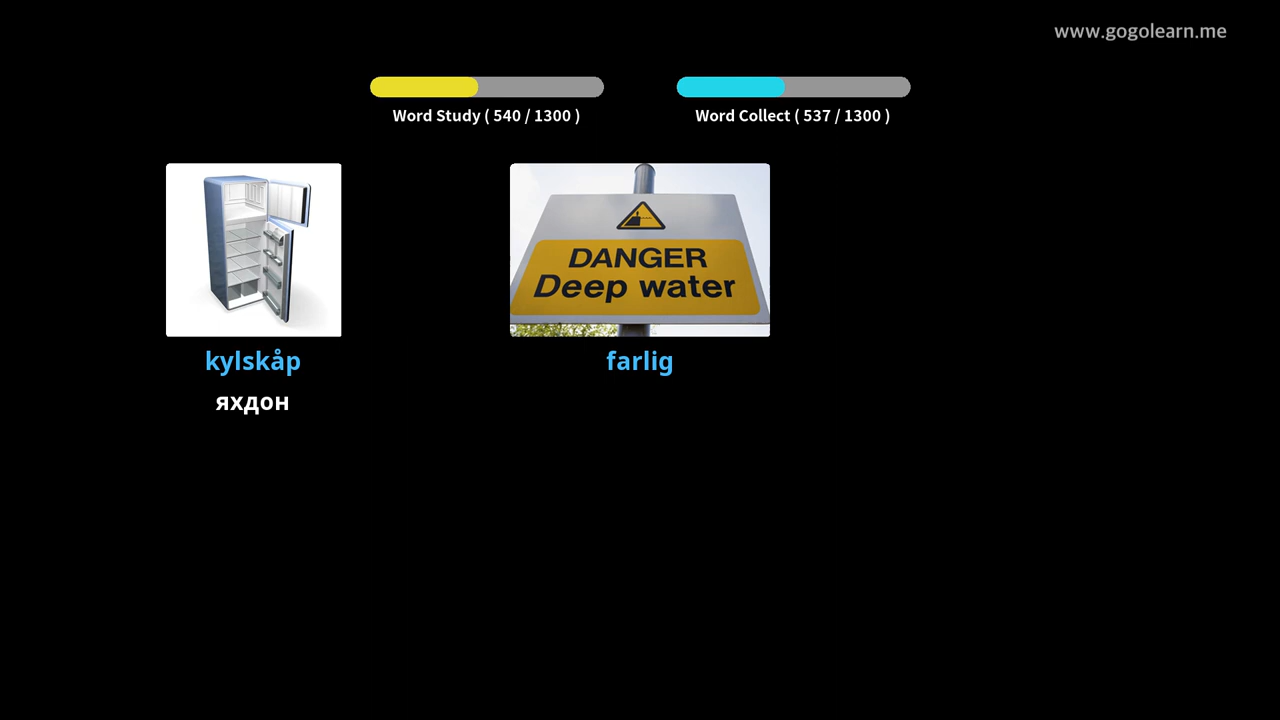 www.gogolearn.me
Word Study ( 540 / 1300 )
Word Collect ( 537 / 1300 )
DANGER
Deep water
kylskåp
farlig
яхдон